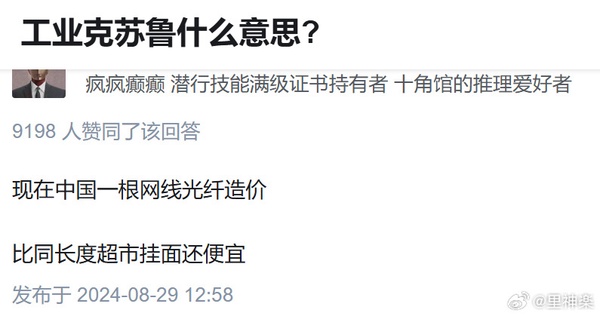 工业克苏鲁什么意思?
疯疯癫癫 潜行技能满级证书持有者 十角馆的推理爱好者
9198 人赞同了该回答
现在中国一根网线光纤造价
比同长度超市挂面还便宜
发布于 2024-08-29 12:58
@里神楽